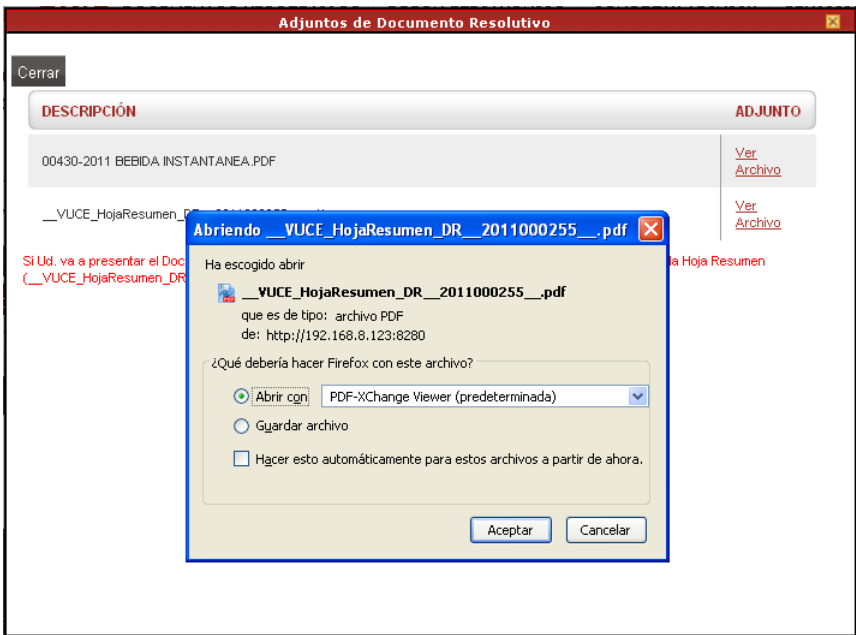 Adjuntos de Documento Resolutivo
Cerrar
DESCRIPCIÓN ADJUNTO
00430-2011 BEBIDA INSTANTANEA.PDF
Ver
Archivo
__VUCE_HojaResumen_
Ver
Archivo
Si Ud. va a presentar el Doc la Hoja Resumen
(__VUCE_HojaResumen_DR
Abriendo __VUCE_HojaResumen_DR__2011000255__.pdf
Ha escogido abrir
__VUCE_HojaResumen_DR__2011000255__.pdf
que es de tipo: archivo PDF
de: http://192.168.8.123:8280
¿Qué debería hacer Firefox con este archivo?
Abrir con PDF-XChange Viewer (predeterminada)
Guardar archivo
Hacer esto automáticamente para estos archivos a partir de ahora.
Aceptar Cancelar